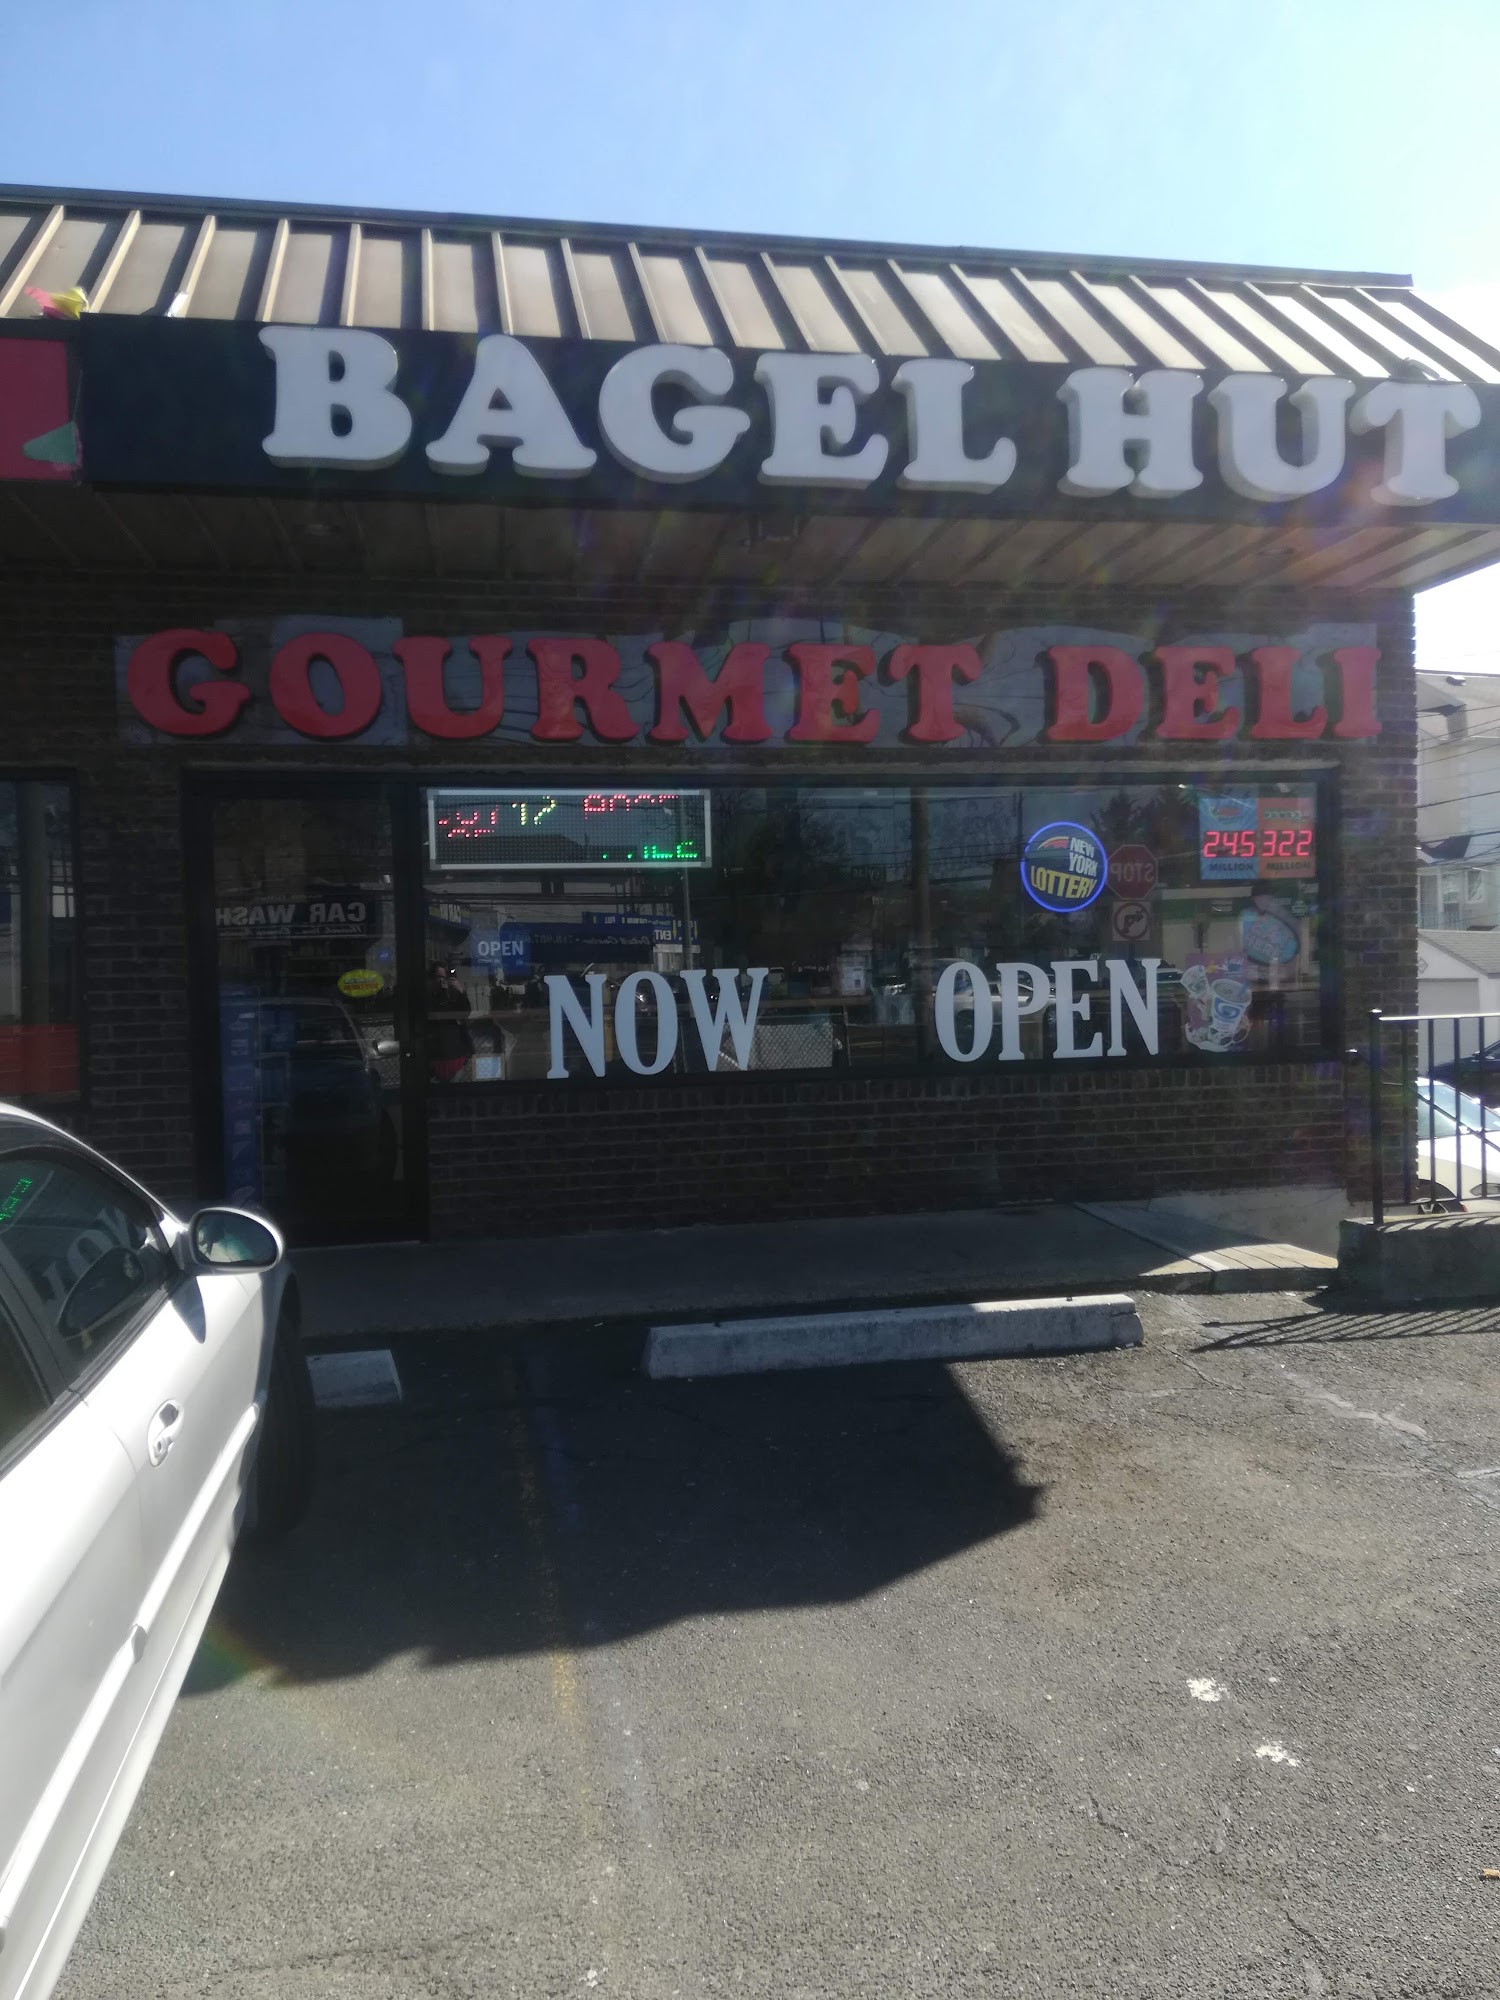 BAGEL HUT
GOURMET DELI
NEW
YORK
LOTTERY
245 322
MILLION MILLION
STOP
CAR WASH
OPEN
NOW OPEN